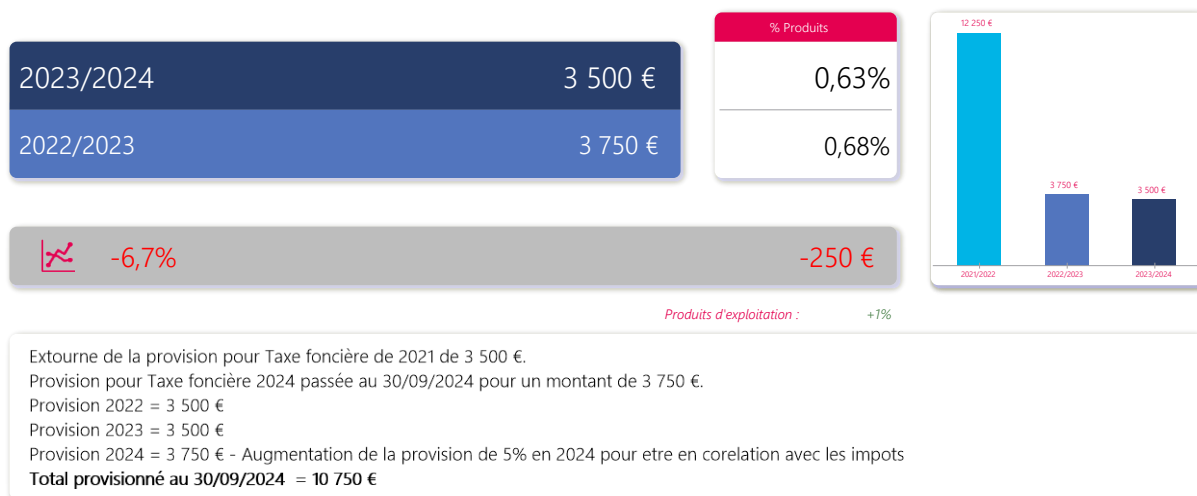 % Produits
2023/2024 3 500 € 0,63%
2022/2023 3 750 € 0,68%
-6,7% -250 €
Produits d'exploitation : +1%
12 250 €
3 750 €
3 500 €
2021/2022 2022/2023 2023/2024
Extourne de la provision pour Taxe foncière de 2021 de 3 500 €.
Provision pour Taxe foncière 2024 passée au 30/09/2024 pour un montant de 3 750 €.
Provision 2022 = 3 500 €
Provision 2023 = 3 500 €
Provision 2024 = 3 750 € - Augmentation de la provision de 5% en 2024 pour etre en corelation avec les impots
Total provisionné au 30/09/2024 = 10 750 €